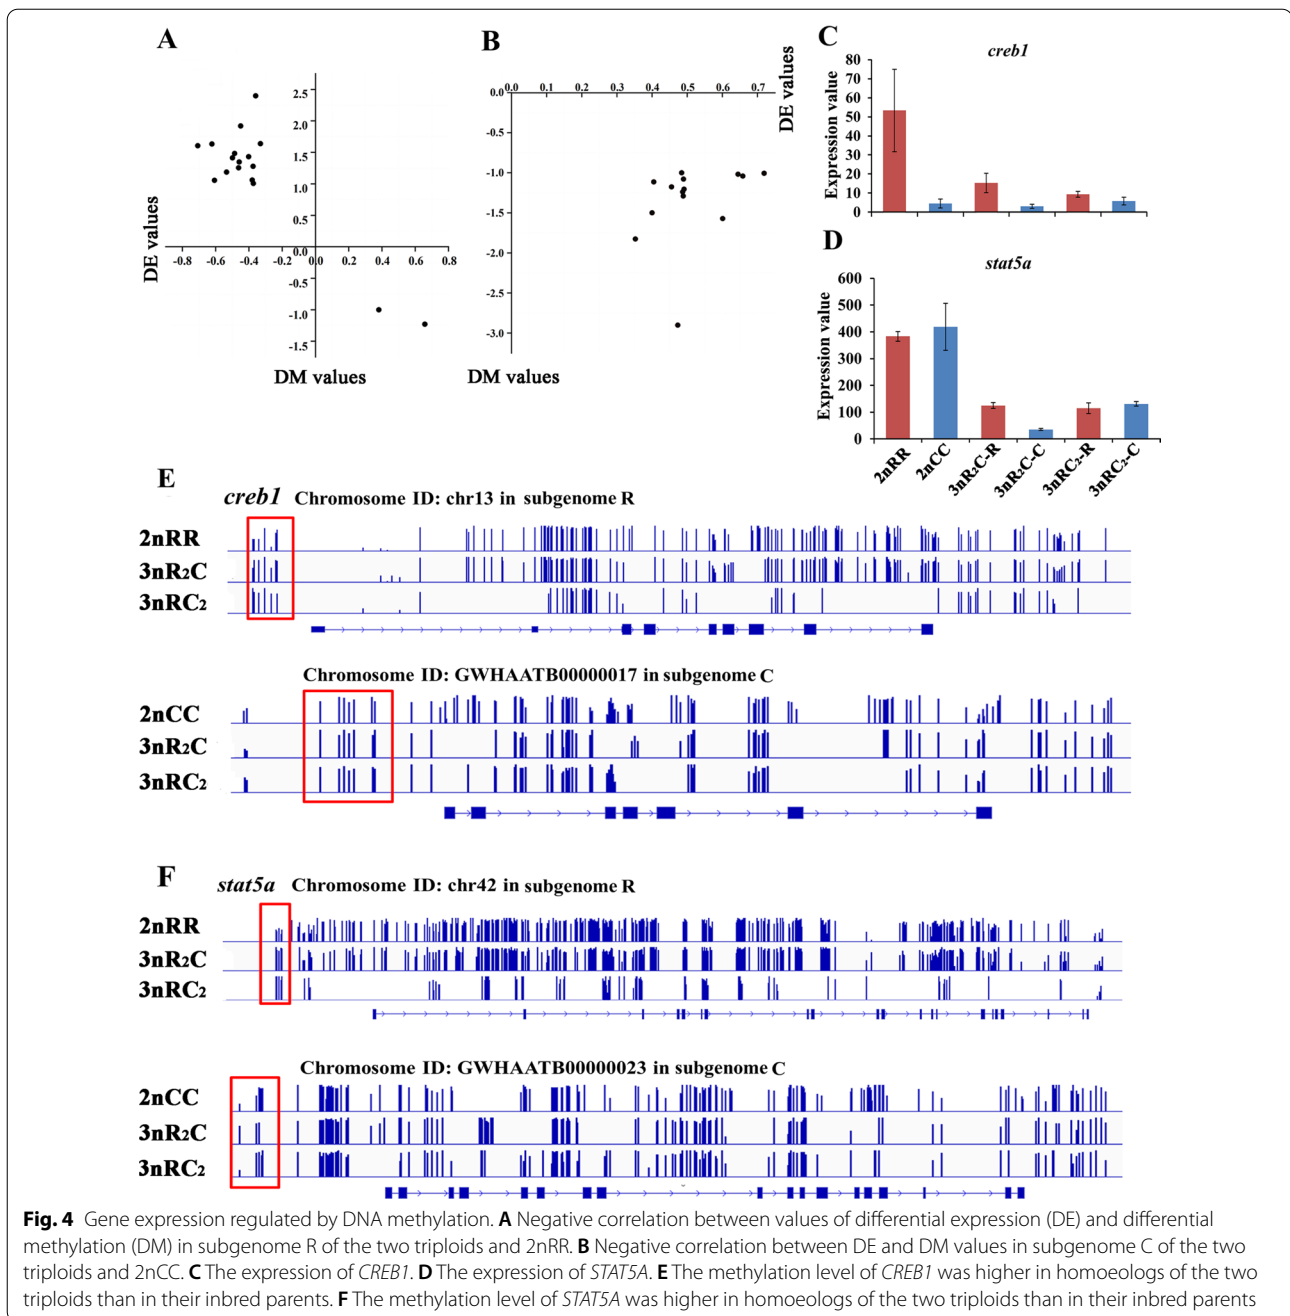 A
B
C
creb1
DE values
2.5
2.0
1.5
1.0
0.5
0.0
-0.5
-1.0
-1.5
-0.8 -0.6 -0.4 -0.2 0.2 0.4 0.6 0.8
DM values
0.0 0.1 0.2 0.3 0.4 0.5 0.6 0.7
DE values
0.0
-0.5
-1.0
-1.5
-2.0
-2.5
-3.0
DM values
Expression value
80
70
60
50
40
30
20
10
0
D
stat5a
Expression value
600
500
400
300
200
100
0
2nRR 2nCC 3nR₂C-R 3nR₂C-C 3nRC₂-R 3nRC₂-C
E
creb1 Chromosome ID: chr13 in subgenome R
2nRR
3nR₂C
3nRC₂
Chromosome ID: GWHAATB00000017 in subgenome C
2nCC
3nR₂C
3nRC₂
F
stat5a Chromosome ID: chr42 in subgenome R
2nRR
3nR₂C
3nRC₂
Chromosome ID: GWHAATB00000023 in subgenome C
2nCC
3nR₂C
3nRC₂
Fig. 4 Gene expression regulated by DNA methylation. A Negative correlation between values of differential expression (DE) and differential
methylation (DM) in subgenome R of the two triploids and 2nRR. B Negative correlation between DE and DM values in subgenome C of the two
triploids and 2nCC. C The expression of CREB1. D The expression of STAT5A. E The methylation level of CREB1 was higher in homoeologs of the two
triploids than in their inbred parents. F The methylation level of STAT5A was higher in homoeologs of the two triploids than in their inbred parents